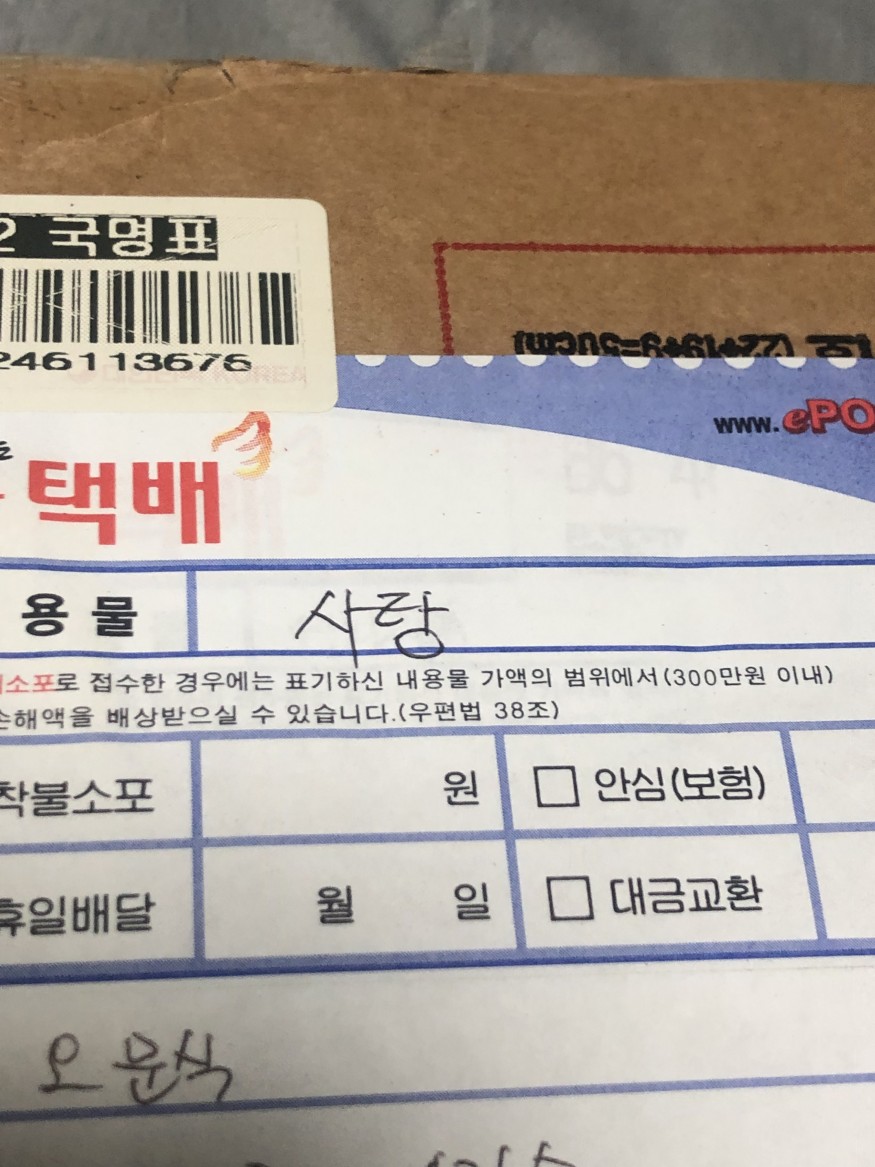 2 국명표
246113676
www.ePO
택배
용물 사랑
소포로 접수한 경우에는 표기하신 내용물 가액의 범위에서(300만원 이내)
손해액을 배상받으실 수 있습니다.(우편법 38조)
착불소포 원 안심(보험)
휴일배달 월 일 대금교환
오문식